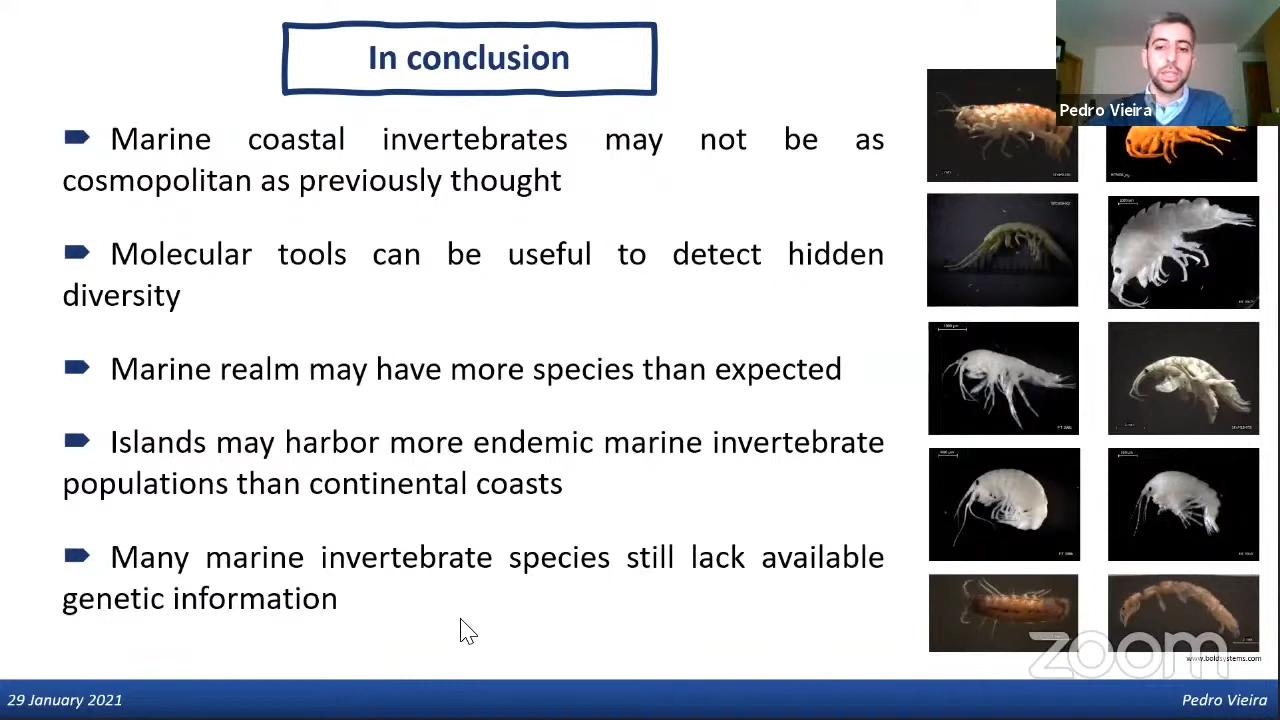 In conclusion
Pedro Vieira
Marine coastal invertebrates may not be as
cosmopolitan as previously thought
Molecular tools can be useful to detect hidden
diversity
Marine realm may have more species than expected
Islands may harbor more endemic marine invertebrate
populations than continental coasts
Many marine invertebrate species still lack available
genetic information
zoom
www.boldsystems.com
29 January 2021
Pedro Vieira